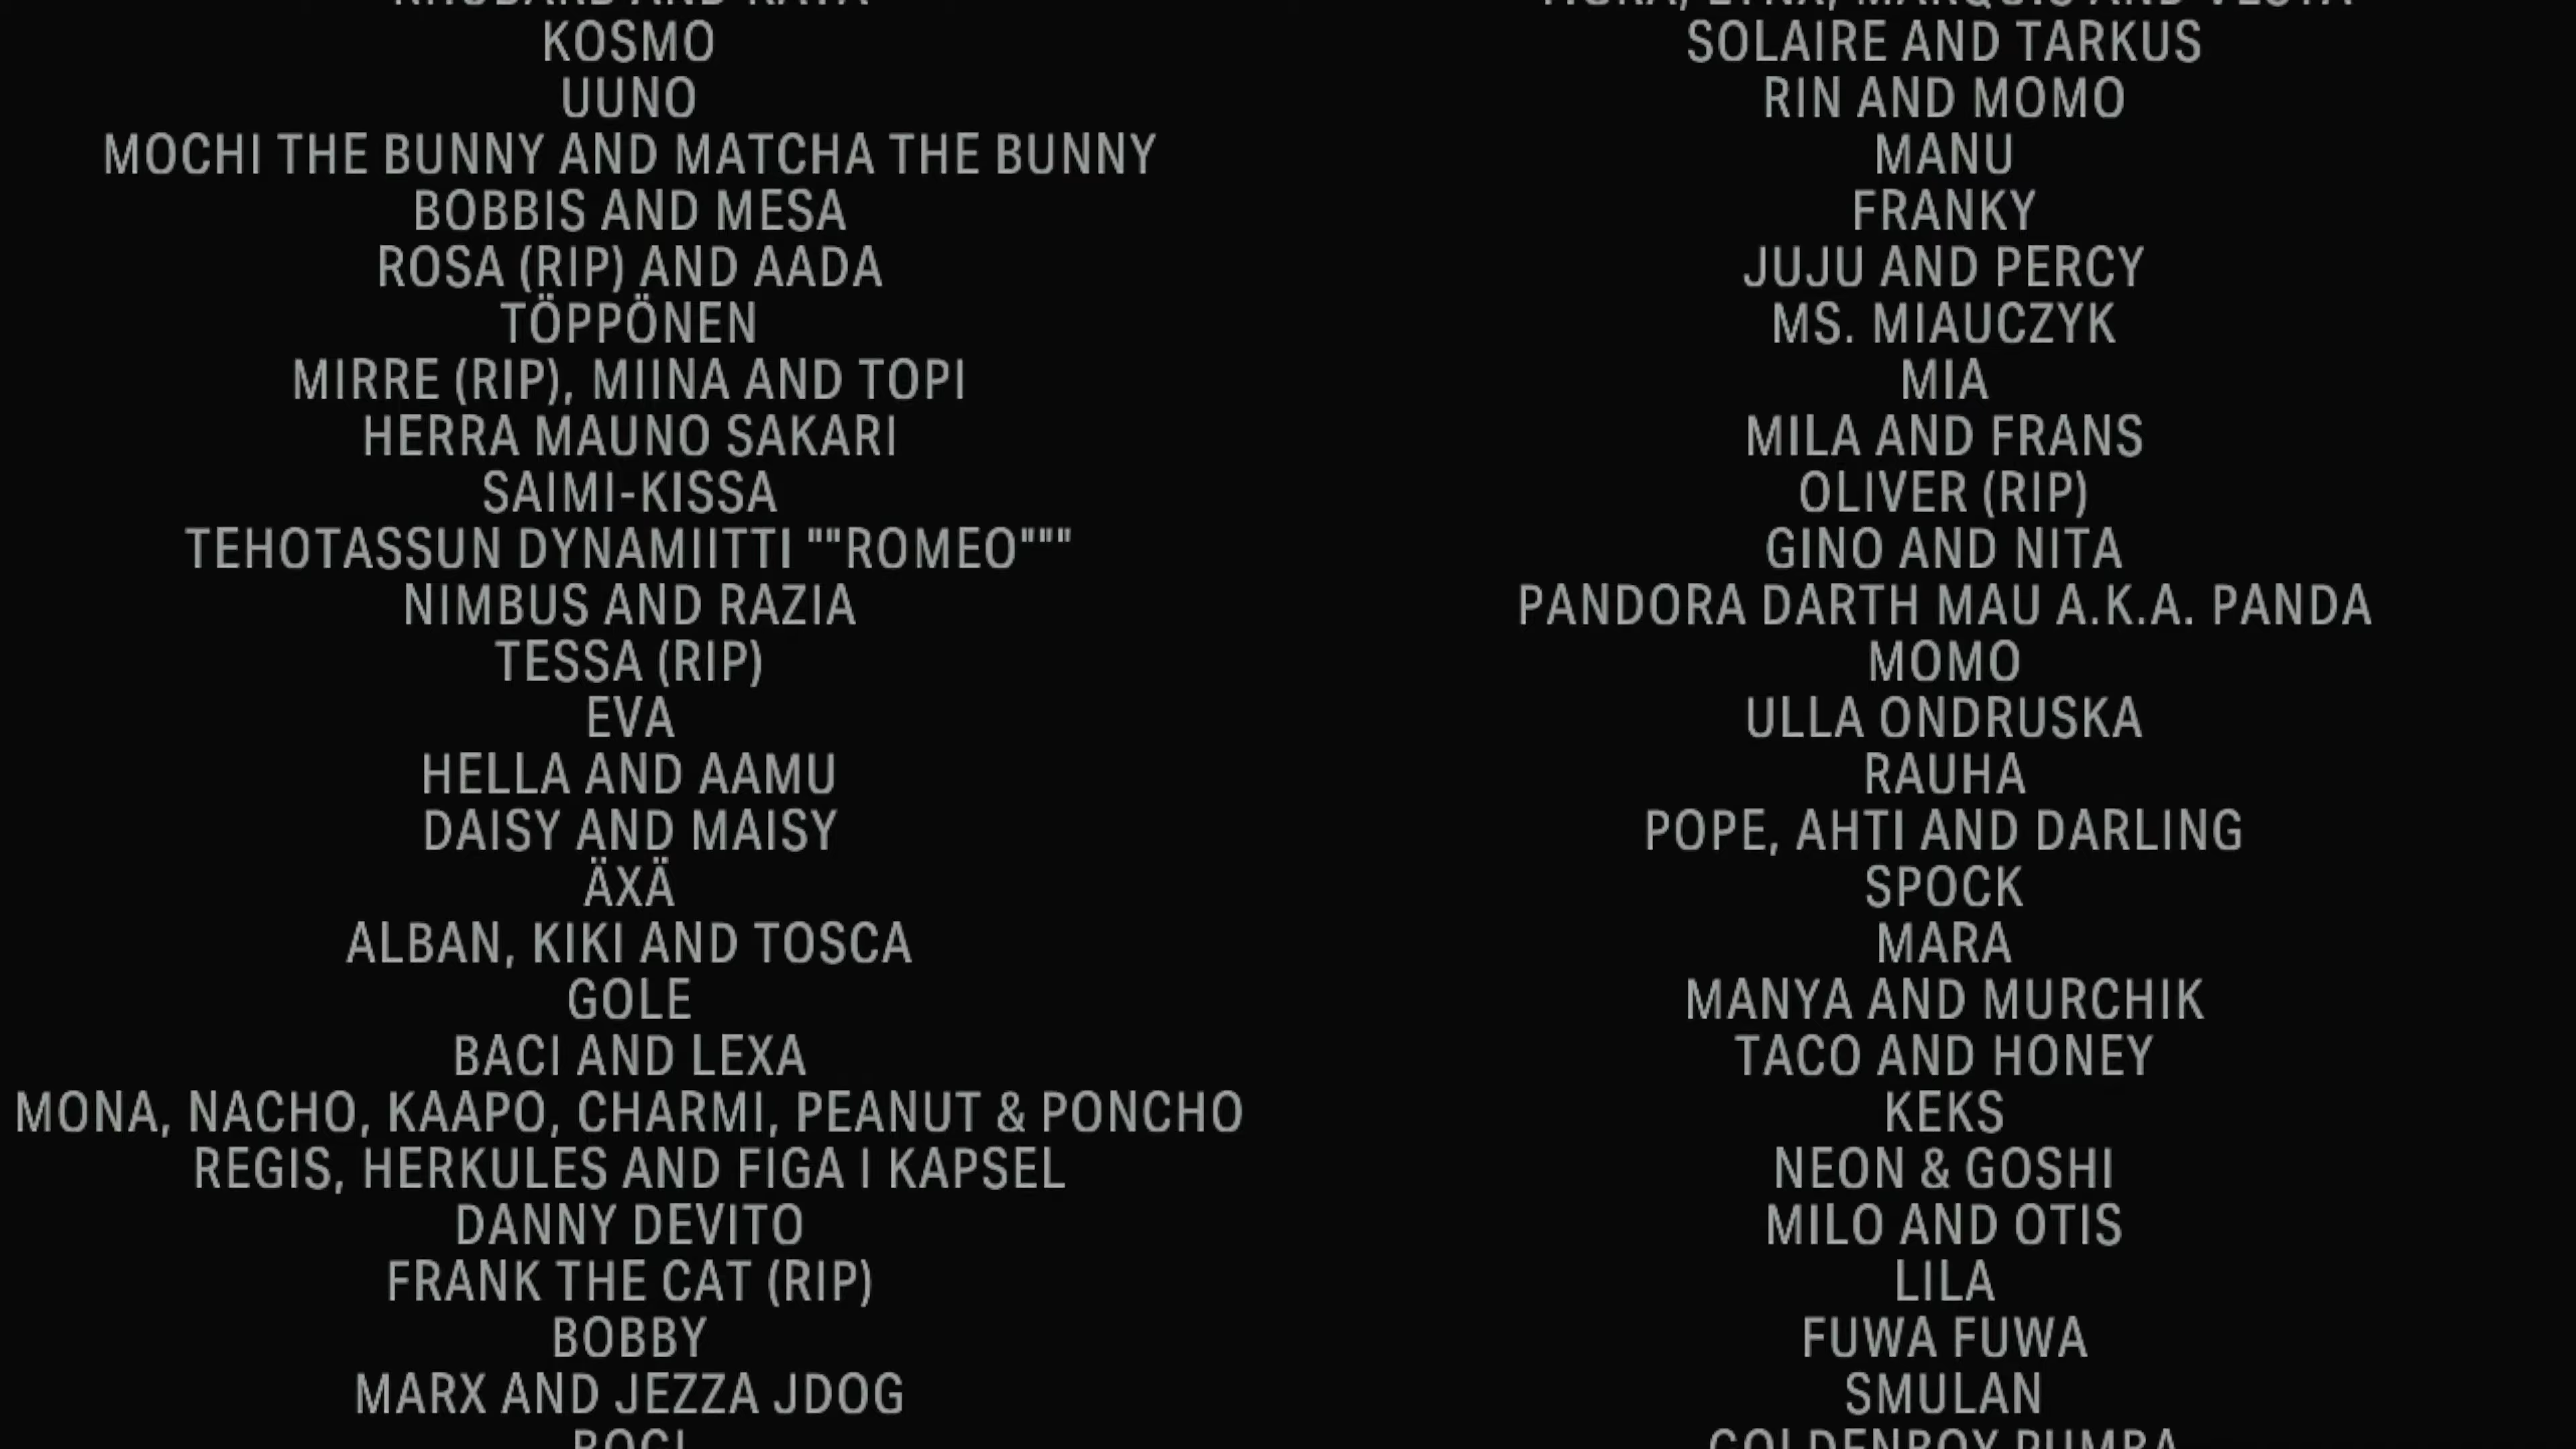 KOSMO
UUNO
MOCHI THE BUNNY AND MATCHA THE BUNNY
BOBBIS AND MESA
ROSA (RIP) AND AADA
TÖPPÖNEN
MIRRE (RIP), MIINA AND TOPI
HERRA MAUNO SAKARI
SAIMI-KISSA
TEHOTASSUN DYNAMIITTI ""ROMEO"""
NIMBUS AND RAZIA
TESSA (RIP)
EVA
HELLA AND AAMU
DAISY AND MAISY
ÄXÄ
ALBAN, KIKI AND TOSCA
GOLE
BACI AND LEXA
MONA, NACHO, KAAPO, CHARMI, PEANUT & PONCHO
REGIS, HERKULES AND FIGA I KAPSEL
DANNY DEVITO
FRANK THE CAT (RIP)
BOBBY
MARX AND JEZZA JDOG
SOLAIRE AND TARKUS
RIN AND MOMO
MANU
FRANKY
JUJU AND PERCY
MS. MIAUCZYK
MIA
MILA AND FRANS
OLIVER (RIP)
GINO AND NITA
PANDORA DARTH MAU A.K.A. PANDA
MOMO
ULLA ONDRUSKA
RAUHA
POPE, AHTI AND DARLING
SPOCK
MARA
MANYA AND MURCHIK
TACO AND HONEY
KEKS
NEON & GOSHI
MILO AND OTIS
LILA
FUWA FUWA
SMULAN
GOLDENBOY PUMBA